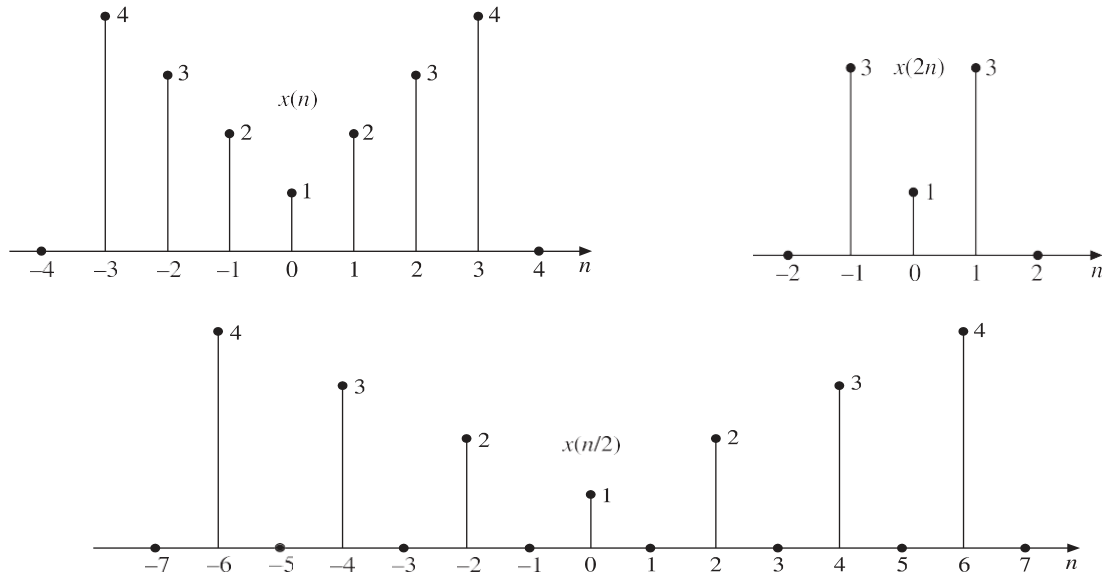 4 4
3 3
x(n)
2 2
1
–4 –3 –2 –1 0 1 2 3 4 n
3 x(2n) 3
1
–2 –1 0 1 2 n
4 4
3 3
2 x(n/2) 2
1
–7 –6 –5 –4 –3 –2 –1 0 1 2 3 4 5 6 7 n